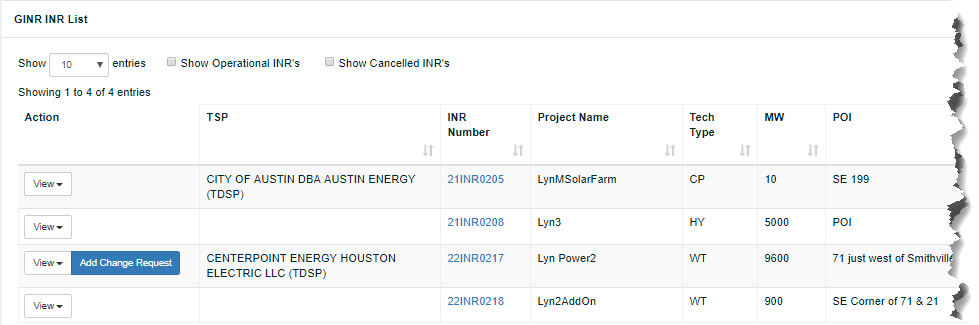 GINR INR List
Show 10 entries Show Operational INR's Show Cancelled INR's
Showing 1 to 4 of 4 entries
Action TSP INR Number Project Name Tech Type MW POI
View CITY OF AUSTIN DBA AUSTIN ENERGY (TDSP) 21INR0205 LynMSolarFarm CP 10 SE 199
View 21INR0208 Lyn3 HY 5000 POI
View Add Change Request CENTERPOINT ENERGY HOUSTON ELECTRIC LLC (TDSP) 22INR0217 Lyn Power2 WT 9600 71 just west of Smithville
View 22INR0218 Lyn2AddOn WT 900 SE Corner of 71 & 21